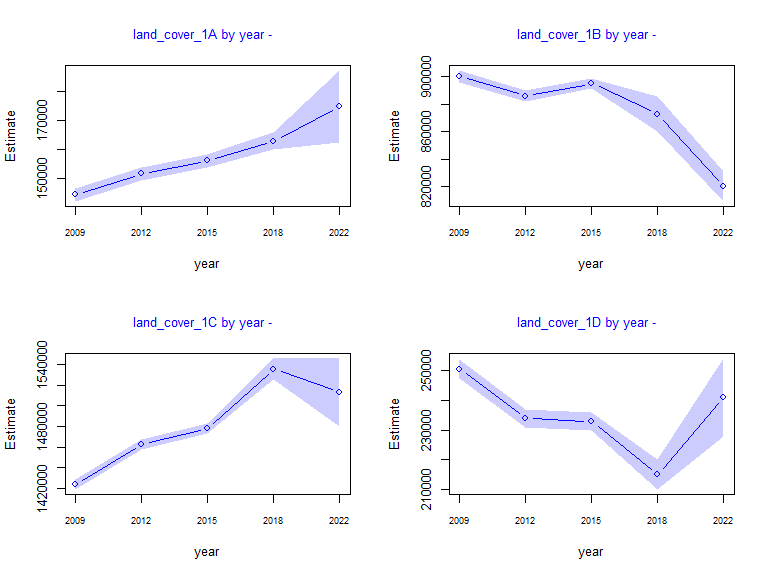 land_cover_1A by year -
Estimate
150000
170000
2009
2012
2015
2018
2022
year
land_cover_1B by year -
Estimate
820000
860000
900000
2009
2012
2015
2018
2022
year
land_cover_1C by year -
Estimate
1420000
1480000
1540000
2009
2012
2015
2018
2022
year
land_cover_1D by year -
Estimate
210000
230000
250000
2009
2012
2015
2018
2022
year